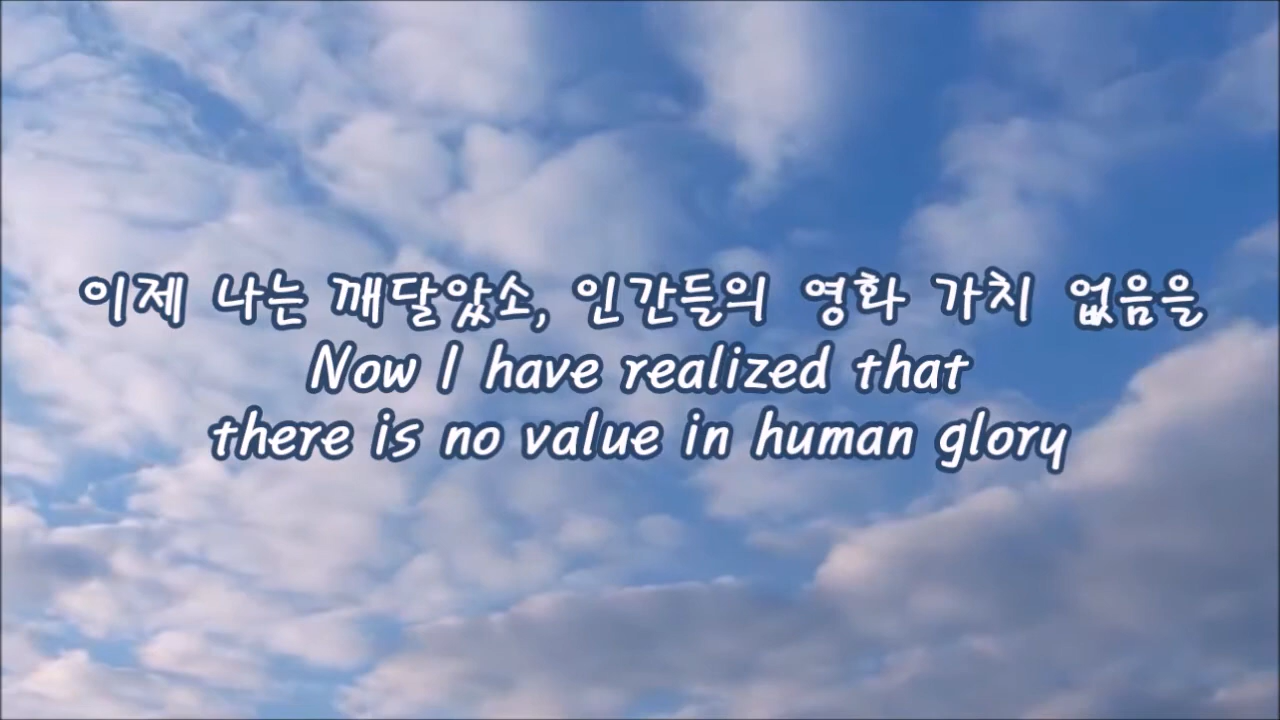 이제 나는 깨달았소, 인간들의 영화 가치 없음을
Now I have realized that
there is no value in human glory